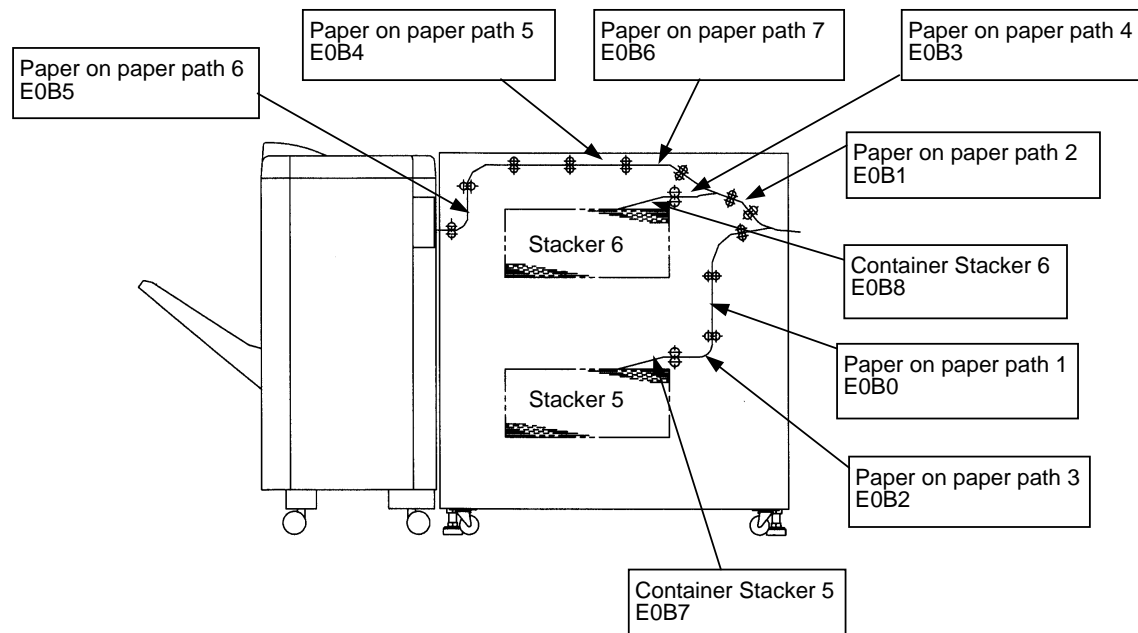 Paper on paper path 5
E0B4
Paper on paper path 7
E0B6
Paper on paper path 4
E0B3
Paper on paper path 6
E0B5
Paper on paper path 2
E0B1
Stacker 6
Container Stacker 6
E0B8
Paper on paper path 1
E0B0
Stacker 5
Paper on paper path 3
E0B2
Container Stacker 5
E0B7